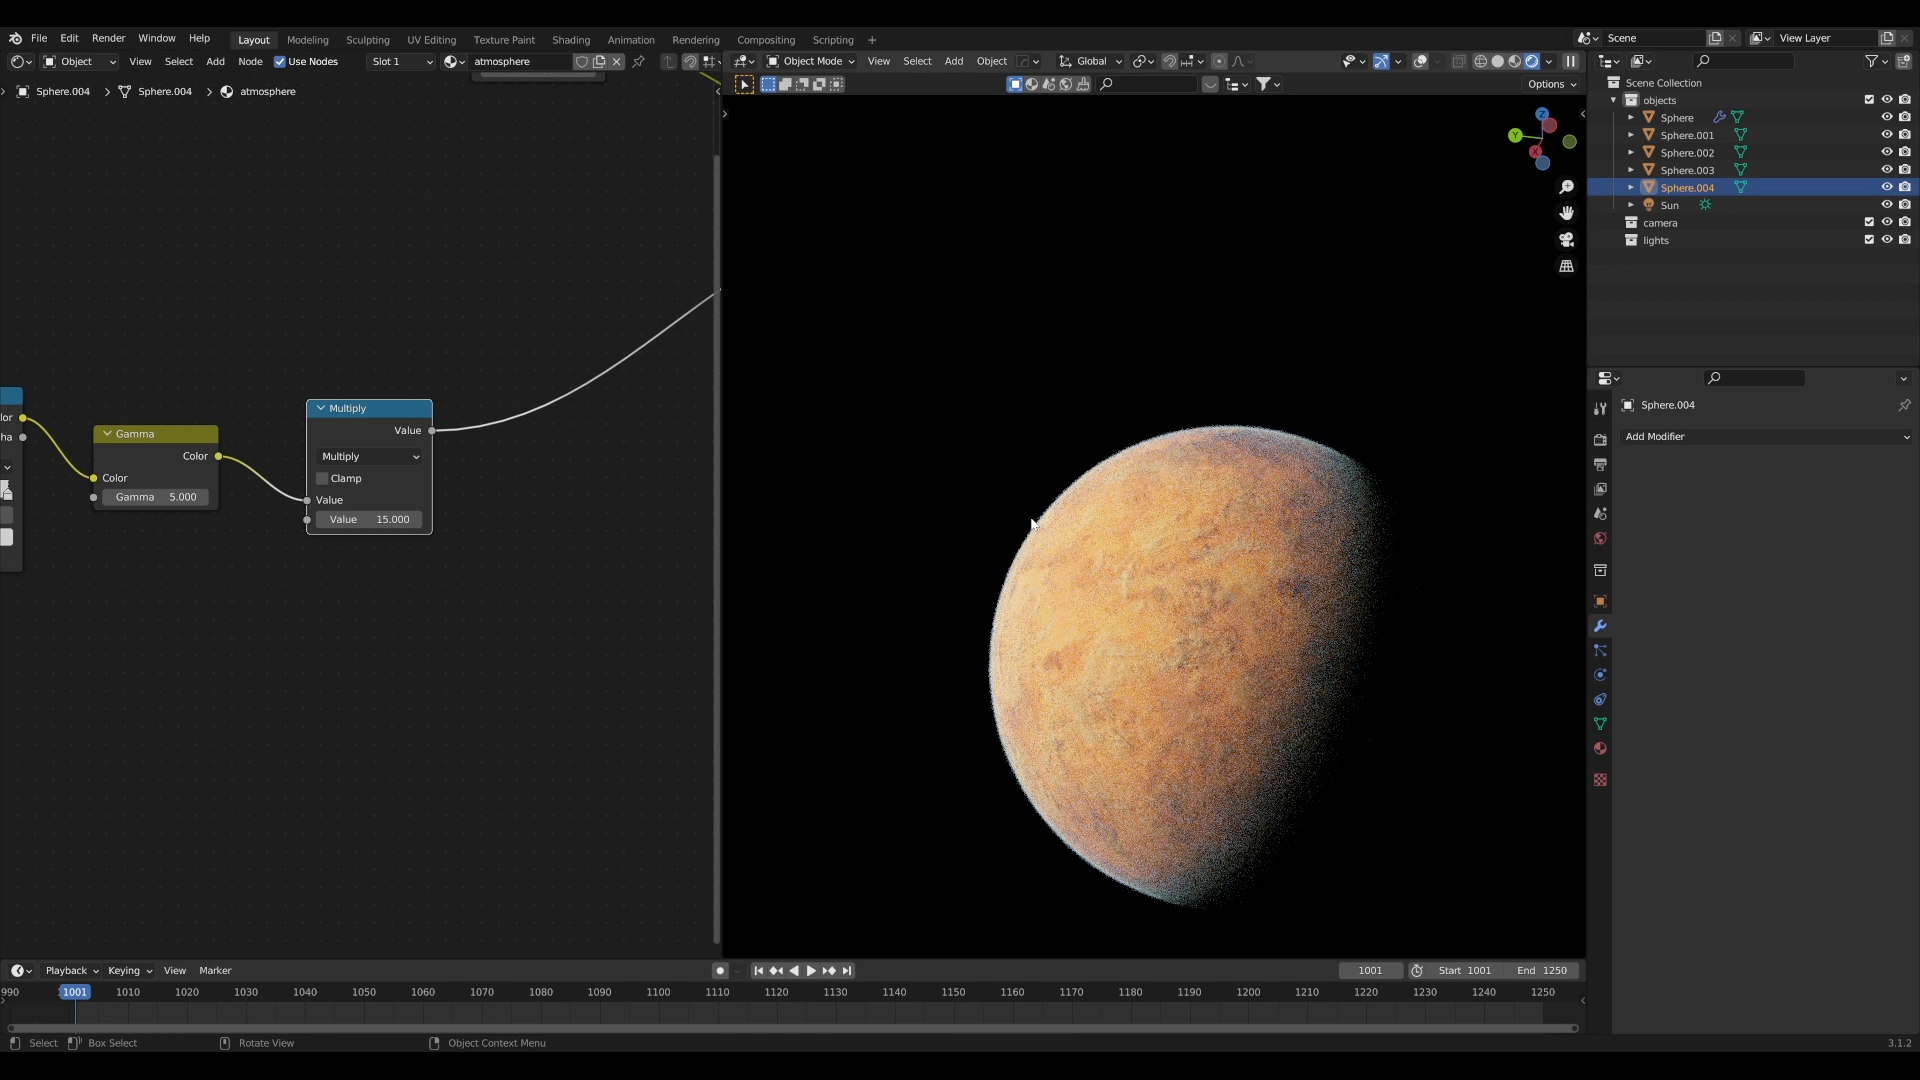 File Edit Render Window Help Layout Modeling Sculpting UV Editing Texture Paint Shading Animation Rendering Compositing Scripting + Scene View Layer
Object View Select Add Node Use Nodes Slot 1 atmosphere Object Mode View Select Add Object Global
Sphere.004 > Sphere.004 > atmosphere
Options
Scene Collection
objects
Sphere
Sphere.001
Sphere.002
Sphere.003
Sphere.004
Sun
camera
lights
Y
Z
X
Sphere.004
Add Modifier
lor
ha
Gamma
Color
Color
Gamma 5.000
Multiply
Value
Multiply
Clamp
Value
Value 15.000
Playback Keying View Marker 1001 Start 1001 End 1250
990 1001 1010 1020 1030 1040 1050 1060 1070 1080 1090 1100 1110 1120 1130 1140 1150 1160 1170 1180 1190 1200 1210 1220 1230 1240 1250
Select Box Select Rotate View Object Context Menu 3.1.2